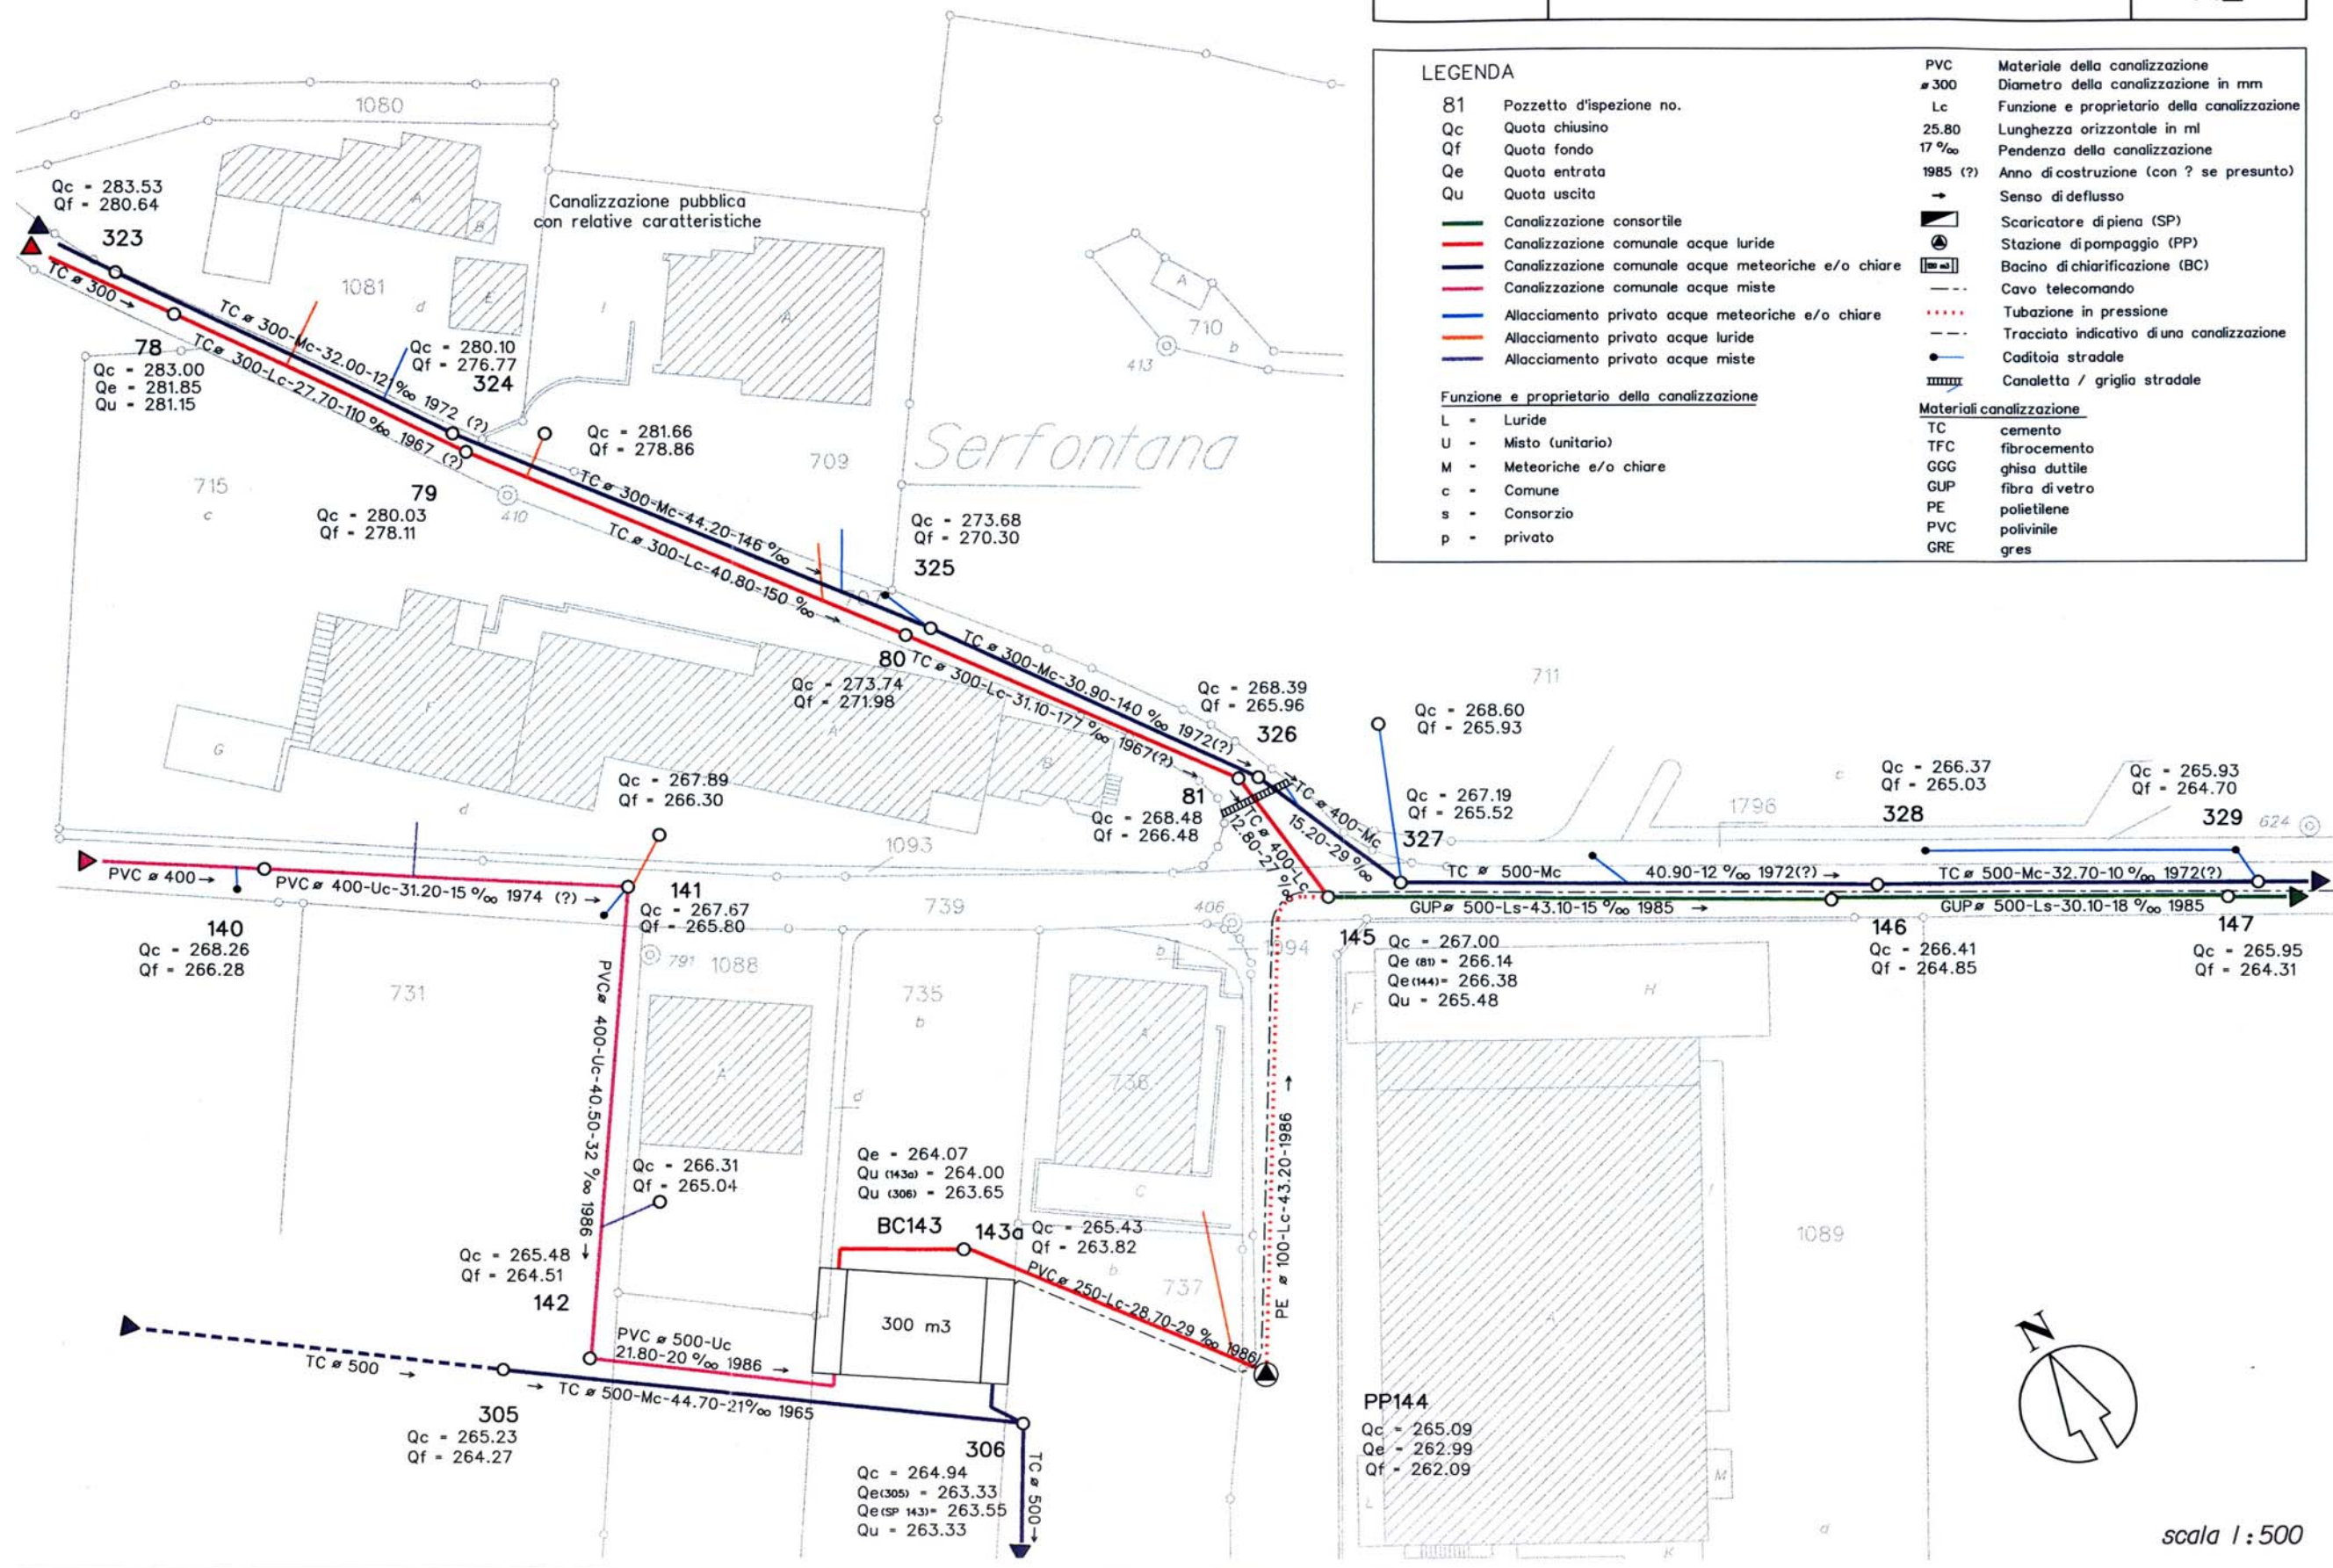 LEGENDA
81 Pozzetto d'ispezione no.
Qc Quota chiusino
Qf Quota fondo
Qe Quota entrata
Qu Quota uscita
Canalizzazione consortile
Canalizzazione comunale acque luride
Canalizzazione comunale acque meteoriche e/o chiare
Canalizzazione comunale acque miste
Allacciamento privato acque meteoriche e/o chiare
Allacciamento privato acque luride
Allacciamento privato acque miste
Funzione e proprietario della canalizzazione
L - Luride
U - Misto (unitario)
M - Meteoriche e/o chiare
c - Comune
s - Consorzio
p - privato
PVC Materiale della canalizzazione
ø 300 Diametro della canalizzazione in mm
Lc Funzione e proprietario della canalizzazione
25.80 Lunghezza orizzontale in ml
17 ‰ Pendenza della canalizzazione
1985 (?) Anno di costruzione (con ? se presunto)
→ Senso di deflusso
Scaricatore di piena (SP)
Stazione di pompaggio (PP)
Bacino di chiarificazione (BC)
Cavo telecomando
Tubazione in pressione
Tracciato indicativo di una canalizzazione
Caditoia stradale
Canaletta / griglia stradale
Materiali canalizzazione
TC cemento
TFC fibrocemento
GGG ghisa duttile
GUP fibra di vetro
PE polietilene
PVC polivinile
GRE gres
1080
Qc - 283.53
Qf - 280.64
323
Canalizzazione pubblica
con relative caratteristiche
A
B
1081
d
E
l
A
A
710
b
413
TC ø 300 →
TC ø 300-Mc-32.00-121‰ 1972 (?)
78
Qc - 283.00
Qe - 281.85
Qu - 281.15
TC ø 300-Lc-27.70-110 ‰ 1967 (?)
Qc - 280.10
Qf - 276.77
324
Qc - 281.66
Qf - 278.86
709
Serfontana
715
c
79
Qc - 280.03
Qf - 278.11
410
TC ø 300-Mc-44.20-146 ‰ →
TC ø 300-Lc-40.80-150 ‰ →
Qc - 273.68
Qf - 270.30
325
707
80
Qc - 273.74
Qf - 271.98
TC ø 300-Mc-30.90-140 ‰ 1972(?) →
TC ø 300-Lc-31.10-177 ‰ 1967(?) →
711
Qc - 268.39
Qf - 265.96
326
Qc - 268.60
Qf - 265.93
F
G
A
B
d
Qc - 267.89
Qf - 266.30
81
Qc - 268.48
Qf - 266.48
→ TC ø 400-Mc
15.20-29 ‰
→ TC ø 400-Lc
12.80-27 ‰
Qc - 267.19
Qf - 265.52
327
1796
c
Qc - 266.37
Qf - 265.03
328
Qc - 265.93
Qf - 264.70
329
624
1093
PVC ø 400 →
PVC ø 400-Uc-31.20-15 ‰ 1974 (?) →
141
Qc - 267.67
Qf - 265.80
TC ø 500-Mc 40.90-12 ‰ 1972(?) →
TC ø 500-Mc-32.70-10 ‰ 1972(?)
GUP ø 500-Ls-43.10-15 ‰ 1985 →
GUP ø 500-Ls-30.10-18 ‰ 1985
739
406
140
Qc - 268.26
Qf - 266.28
145
Qc - 267.00
Qe (81) - 266.14
Qe (144) - 266.38
Qu - 265.48
146
Qc - 266.41
Qf - 264.85
147
Qc - 265.95
Qf - 264.31
731
791
1088
735
b
b
1094
F
H
PVC ø 400-Uc-40.50-32 ‰ 1986 →
A
d
A
736
C
Qc - 266.31
Qf - 265.04
Qe - 264.07
Qu (143a) - 264.00
Qu (306) - 263.65
BC143
143a
Qc - 265.43
Qf - 263.82
b
737
PE ø 100-Lc-43.20-1986 →
A
1089
Qc - 265.48
Qf - 264.51
142
PVC ø 250-Lc-28.70-29 ‰ 1986
300 m3
PVC ø 500-Uc
21.80-20 ‰ 1986 →
TC ø 500 →
→ TC ø 500-Mc-44.70-21‰ 1965
305
Qc - 265.23
Qf - 264.27
306
Qc - 264.94
Qe(305) - 263.33
Qe(SP 143)- 263.55
Qu - 263.33
TC ø 500 →
PP144
Qc - 265.09
Qe - 262.99
Qf - 262.09
L
M
K
d
N
scala 1:500